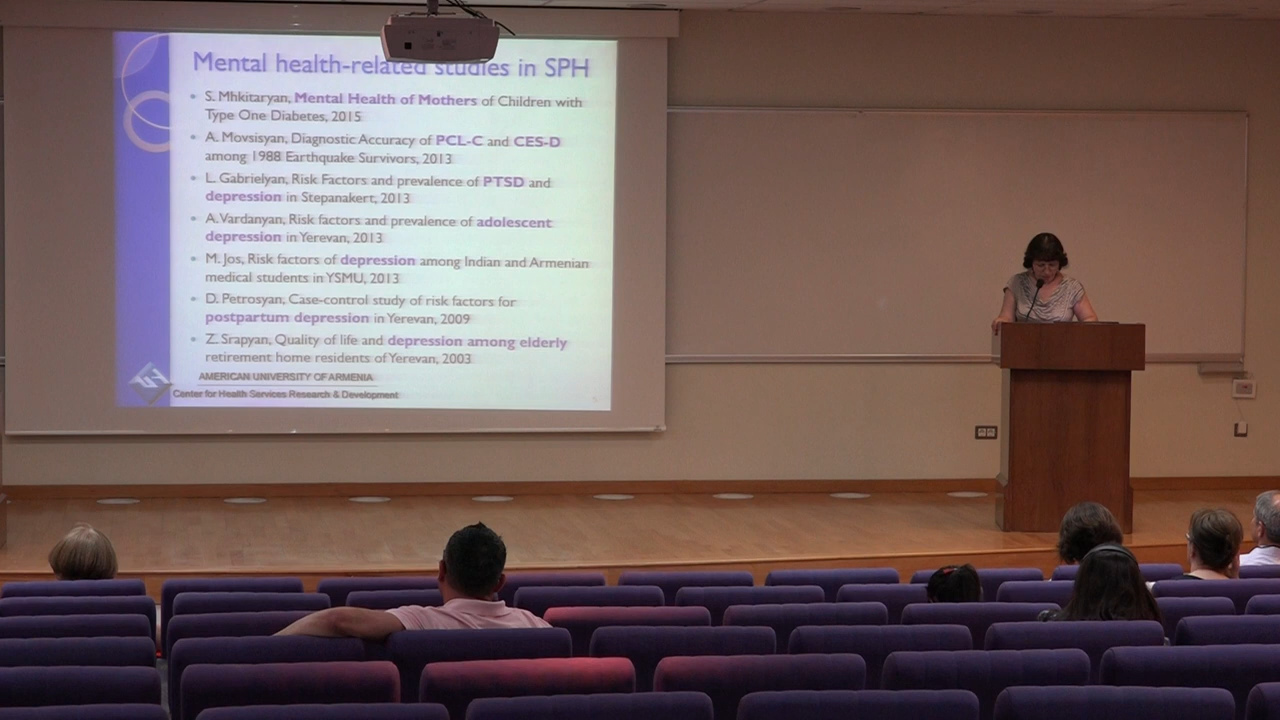 Mental health-related studies in SPH
• S. Mhkitaryan, Mental Health of Mothers of Children with
Type One Diabetes, 2015
• A. Movsisyan, Diagnostic Accuracy of PCL-C and CES-D
among 1988 Earthquake Survivors, 2013
• L. Gabrielyan, Risk Factors and prevalence of PTSD and
depression in Stepanakert, 2013
• A. Vardanyan, Risk factors and prevalence of adolescent
depression in Yerevan, 2013
• M. Jos, Risk factors of depression among Indian and Armenian
medical students in YSMU, 2013
• D. Petrosyan, Case-control study of risk factors for
postpartum depression in Yerevan, 2009
• Z. Srapyan, Quality of life and depression among elderly
retirement home residents of Yerevan, 2003
AMERICAN UNIVERSITY OF ARMENIA
Center for Health Services Research & Development